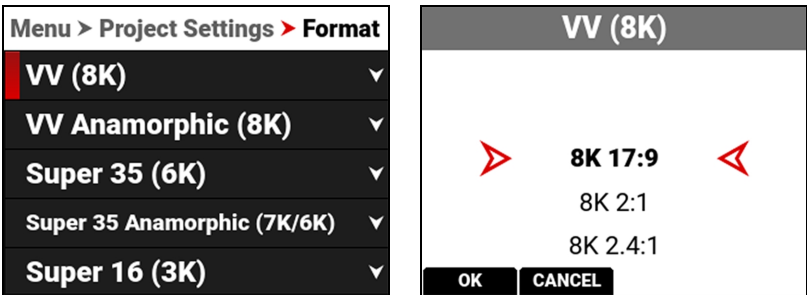 Menu > Project Settings > Format
VV (8K)
VV Anamorphic (8K)
Super 35 (6K)
Super 35 Anamorphic (7K/6K)
Super 16 (3K)
VV (8K)
8K 17:9
8K 2:1
8K 2.4:1
OK CANCEL